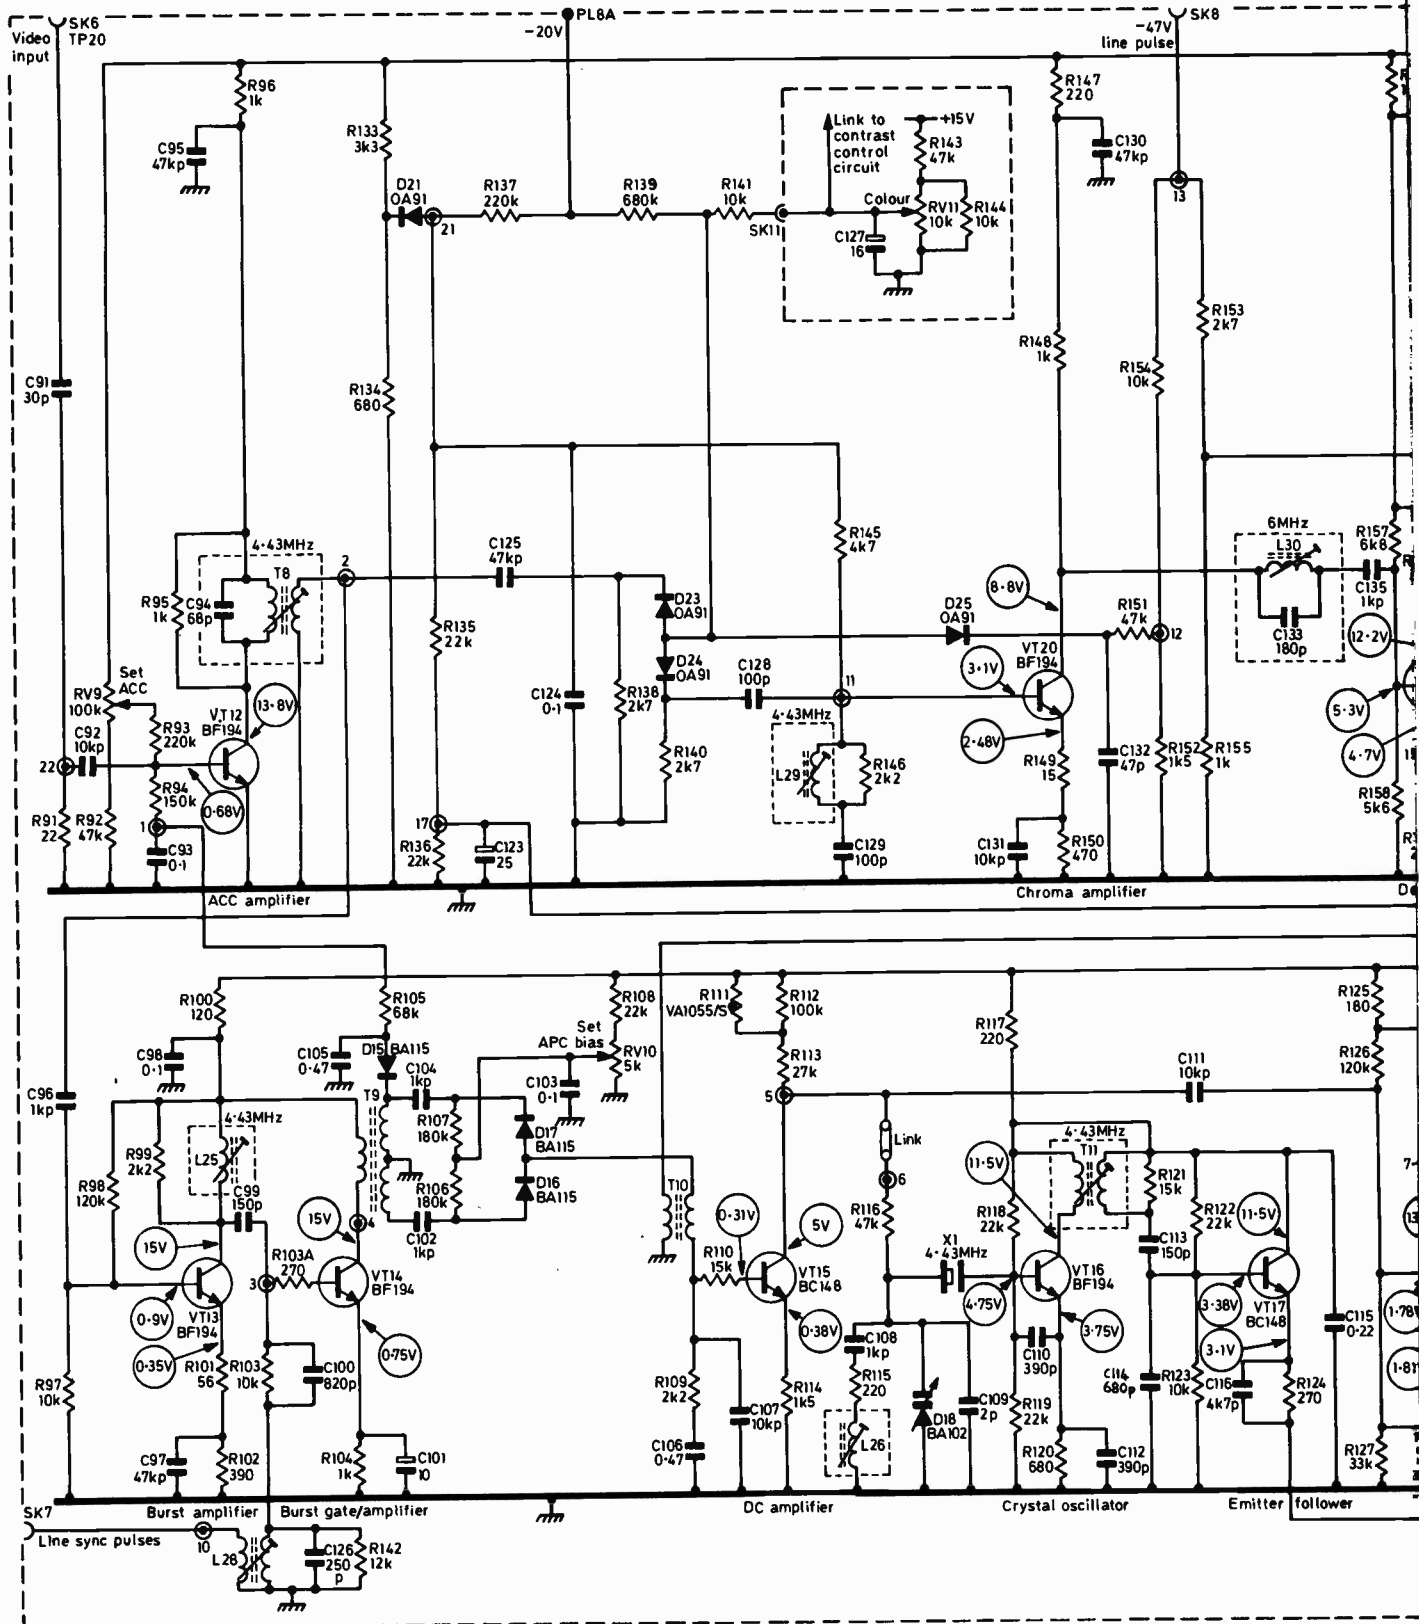 SK6
TP20
Video
input
PL8A
-20V
SK8
-47V
line pulse
R96
1k
R133
3k3
C95
47kp
D21
OA91
R137
220k
21
R139
680k
R141
10k
SK11
Link to
contrast
control
circuit
+15V
R143
47k
Colour
RV11
10k
R144
10k
C127
16
R147
220
C130
47kp
13
R153
2k7
R148
1k
R154
10k
C91
30p
R134
680
4·43MHz
T8
2
R95
1k
C94
68p
C125
47kp
R145
4k7
D23
OA91
R135
22k
D24
OA91
D25
OA91
8·8V
R151
47k
12
6MHz
L30
R157
6k8
C135
1kp
C133
180p
12·2V
Set
ACC
RV9
100k
C92
10kp
R93
220k
VT12
BF194
13·8V
C124
0·1
R138
2k7
C128
100p
11
3·1V
VT20
BF194
5·3V
22
R94
150k
0·68V
R140
2k7
4·43MHz
L29
R146
2k2
2·48V
R149
15
C132
47p
R152
1k5
R155
1k
4·7V
R158
5k6
R91
22
R92
47k
1
C93
0·1
17
R136
22k
C123
25
C129
100p
C131
10kp
R150
470
ACC amplifier
Chroma amplifier
R100
120
R105
68k
R108
22k
R111
VA1055/S
R112
100k
R117
220
R125
180
C98
0·1
C105
0·47
D15 BA115
Set
APC bias
RV10
5k
R113
27k
C111
10kp
R126
120k
C96
1kp
C104
1kp
C103
0·1
5
T9
R107
180k
D17
BA115
Link
4·43MHz
L25
R99
2k2
R98
120k
C99
150p
R106
180k
D16
BA115
C102
1kp
T10
0·31V
6
R116
47k
11·5V
4·43MHz
T11
R121
15k
R118
22k
R122
22k
11·5V
15V
15V
4
R110
15k
5V
X1
4·43MHz
C113
150p
3
R103A
270
VT14
BF194
VT15
BC148
VT16
BF194
VT13
BF194
0·9V
0·38V
4·75V
3·75V
3·38V
VT17
BC148
C115
0·22
1·78V
0·35V
0·75V
C108
1kp
C110
390p
3·1V
R97
10k
R101
56
R103
10k
C100
820p
R109
2k2
C107
10kp
R114
1k5
R115
220
L26
D18
BA102
C109
2p
R119
22k
C114
680p
R123
10k
C116
4k7p
R124
270
C97
47kp
R102
390
R104
1k
C101
10
C106
0·47
R120
680
C112
390p
R127
33k
Burst amplifier
Burst gate/amplifier
DC amplifier
Crystal oscillator
Emitter follower
SK7
Line sync pulses
10
L28
C126
250
p
R142
12k